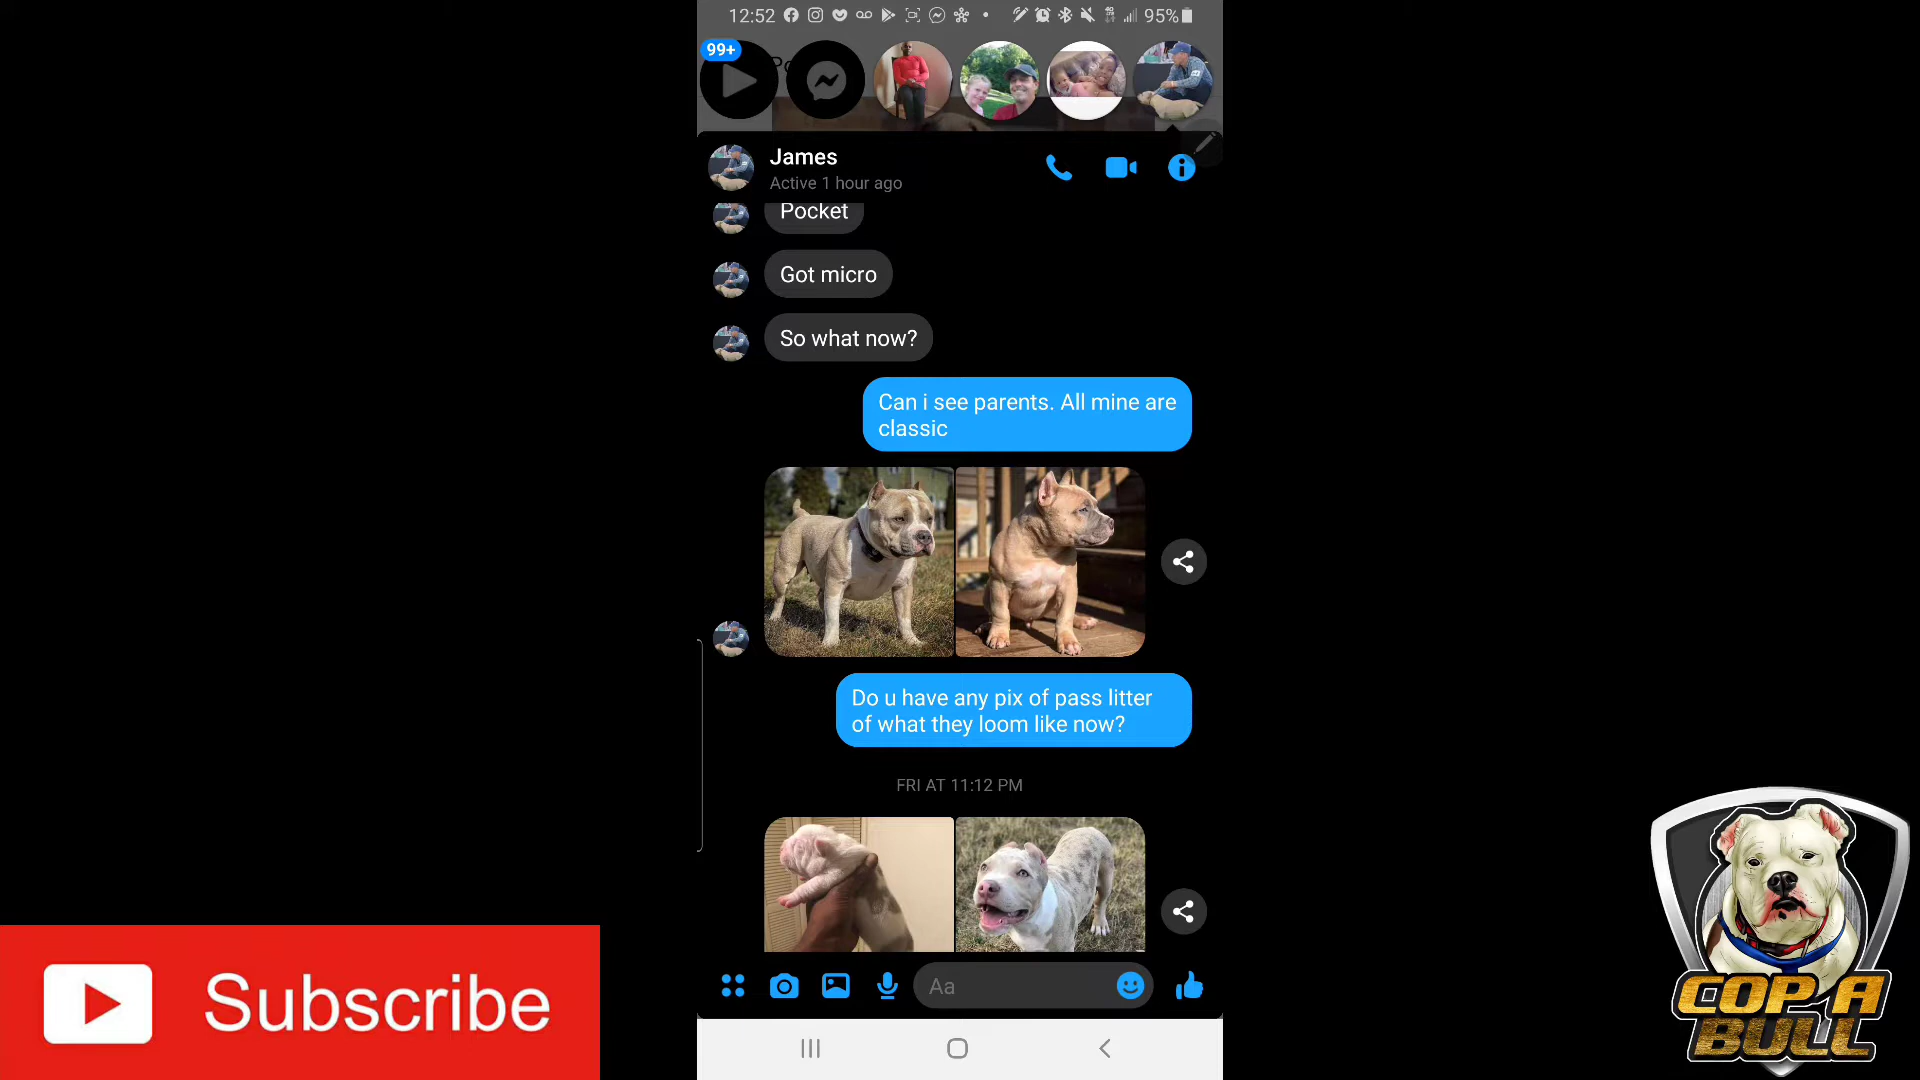 12:52
95%
99+
James
Active 1 hour ago
Pocket
Got micro
So what now?
Can i see parents. All mine are
classic
Do u have any pix of pass litter
of what they loom like now?
FRI AT 11:12 PM
Aa
Subscribe
COP A
BULL